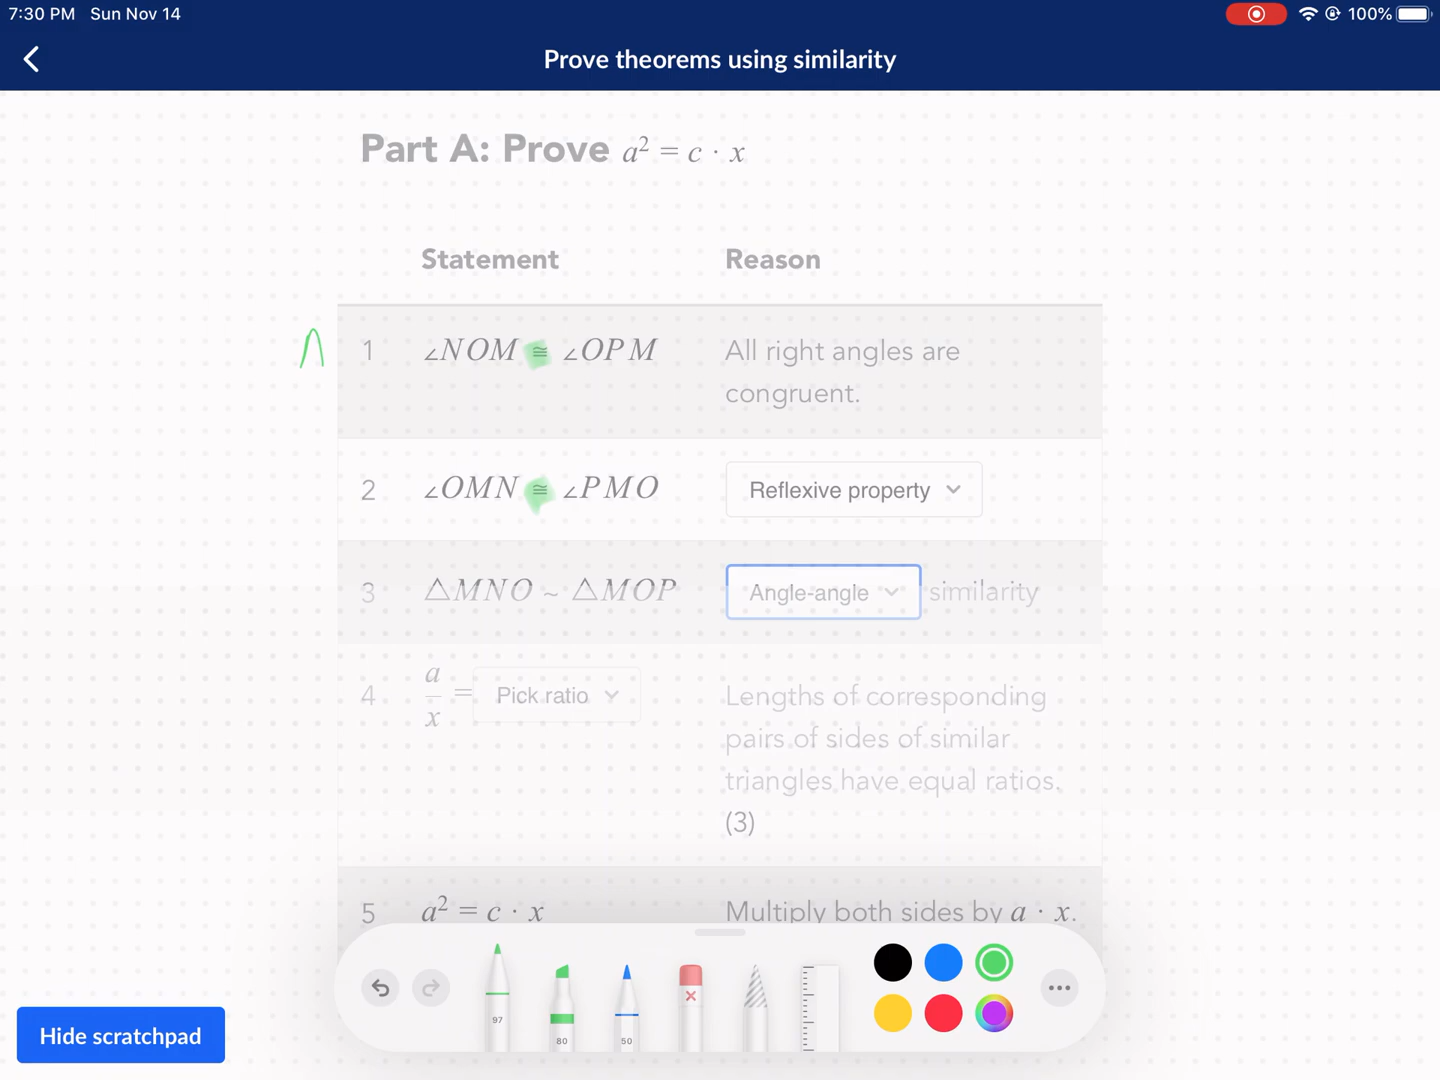 7:30 PM Sun Nov 14 100%
Prove theorems using similarity
Part A: Prove a² = c · x
Statement Reason
1 ∠NOM ≅ ∠OPM All right angles are
congruent.
2 ∠OMN ≅ ∠PMO Reflexive property
3 △MNO ~ △MOP Angle-angle similarity
4 a/x = Pick ratio Lengths of corresponding
pairs of sides of similar
triangles have equal ratios.
(3)
5 a² = c · x Multiply both sides by a · x.
97 80 50
Hide scratchpad